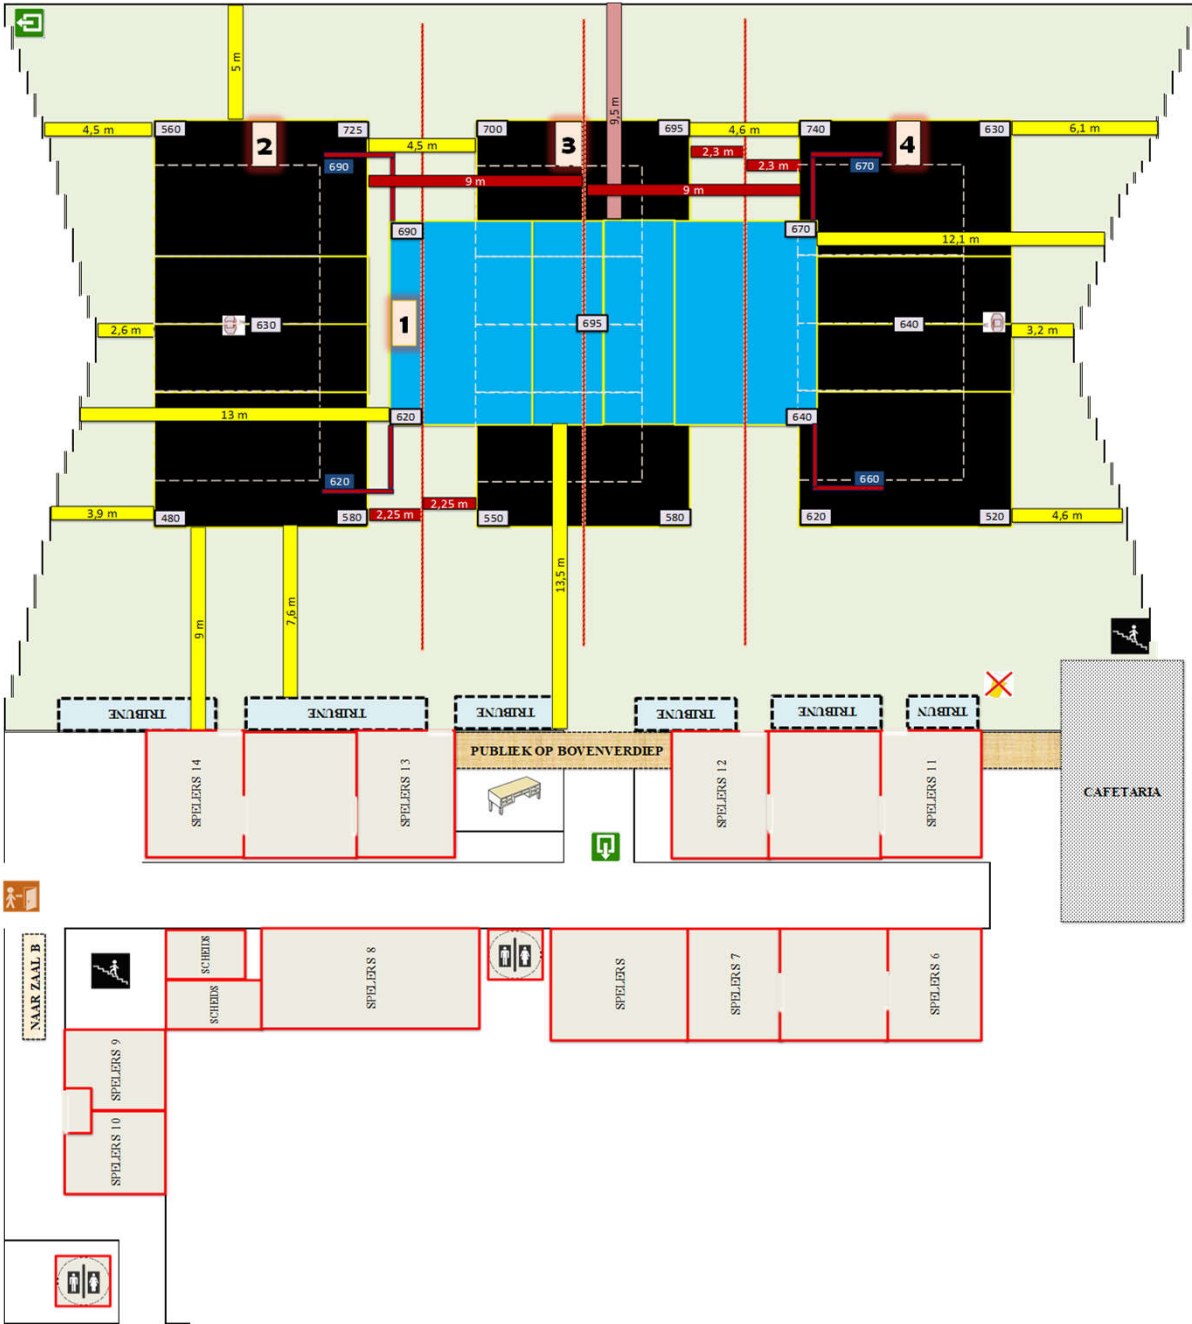 5 m
9,5 m
4,5 m
560
2
725
700
3
695
4,6 m
740
4
630
6,1 m
4,5 m
2,3 m
2,3 m
690
670
9 m
9 m
690
670
12,1 m
1
2,6 m
630
695
640
3,2 m
13 m
620
640
620
660
3,9 m
480
580
2,25 m
2,25 m
550
580
620
520
4,6 m
9 m
7,6 m
13,5 m
TRIBUNE
TRIBUNE
TRIBUNE
TRIBUNE
TRIBUNE
TRIBUN
PUBLIEK OP BOVENVERDIEP
SPELERS 14
SPELERS 13
SPELERS 12
SPELERS 11
CAFETARIA
NAAR ZAAL B
SCHEIDS
SCHEIDS
SPELERS 8
SPELERS
SPELERS 7
SPELERS 6
SPELERS 9
SPELERS 10